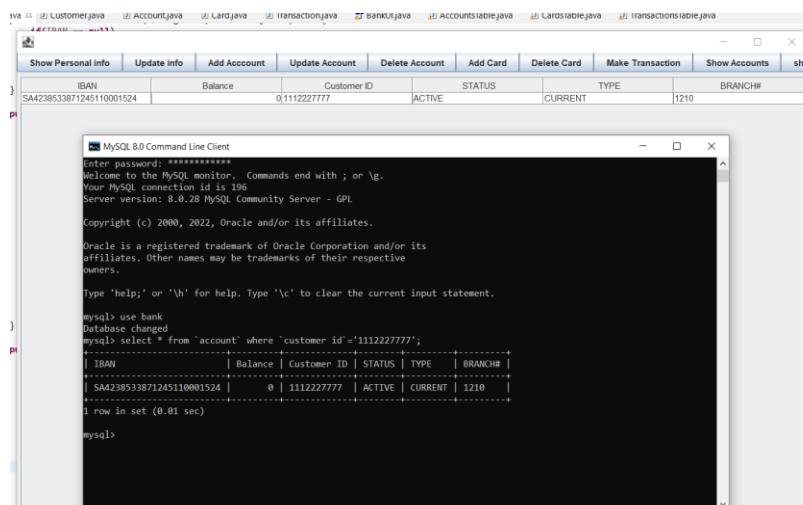 Customer.java Account.java Card.java Transaction.java BankUI.java AccountsTable.java CardsTable.java TransactionsTable.java
Show Personal info Update info Add Acccount Update Account Delete Account Add Card Delete Card Make Transaction Show Accounts sh
IBAN Balance Customer ID STATUS TYPE BRANCH#
SA4238533871245110001524 0 1112227777 ACTIVE CURRENT 1210
MySQL 8.0 Command Line Client
Enter password: ************
Welcome to the MySQL monitor.  Commands end with ; or \g.
Your MySQL connection id is 196
Server version: 8.0.28 MySQL Community Server - GPL
Copyright (c) 2000, 2022, Oracle and/or its affiliates.
Oracle is a registered trademark of Oracle Corporation and/or its
affiliates. Other names may be trademarks of their respective
owners.
Type 'help;' or '\h' for help. Type '\c' to clear the current input statement.
mysql> use bank
Database changed
mysql> select * from `account` where `customer id`='1112227777';
| IBAN | Balance | Customer ID | STATUS | TYPE | BRANCH# |
| SA4238533871245110001524 | 0 | 1112227777 | ACTIVE | CURRENT | 1210 |
1 row in set (0.01 sec)
mysql>